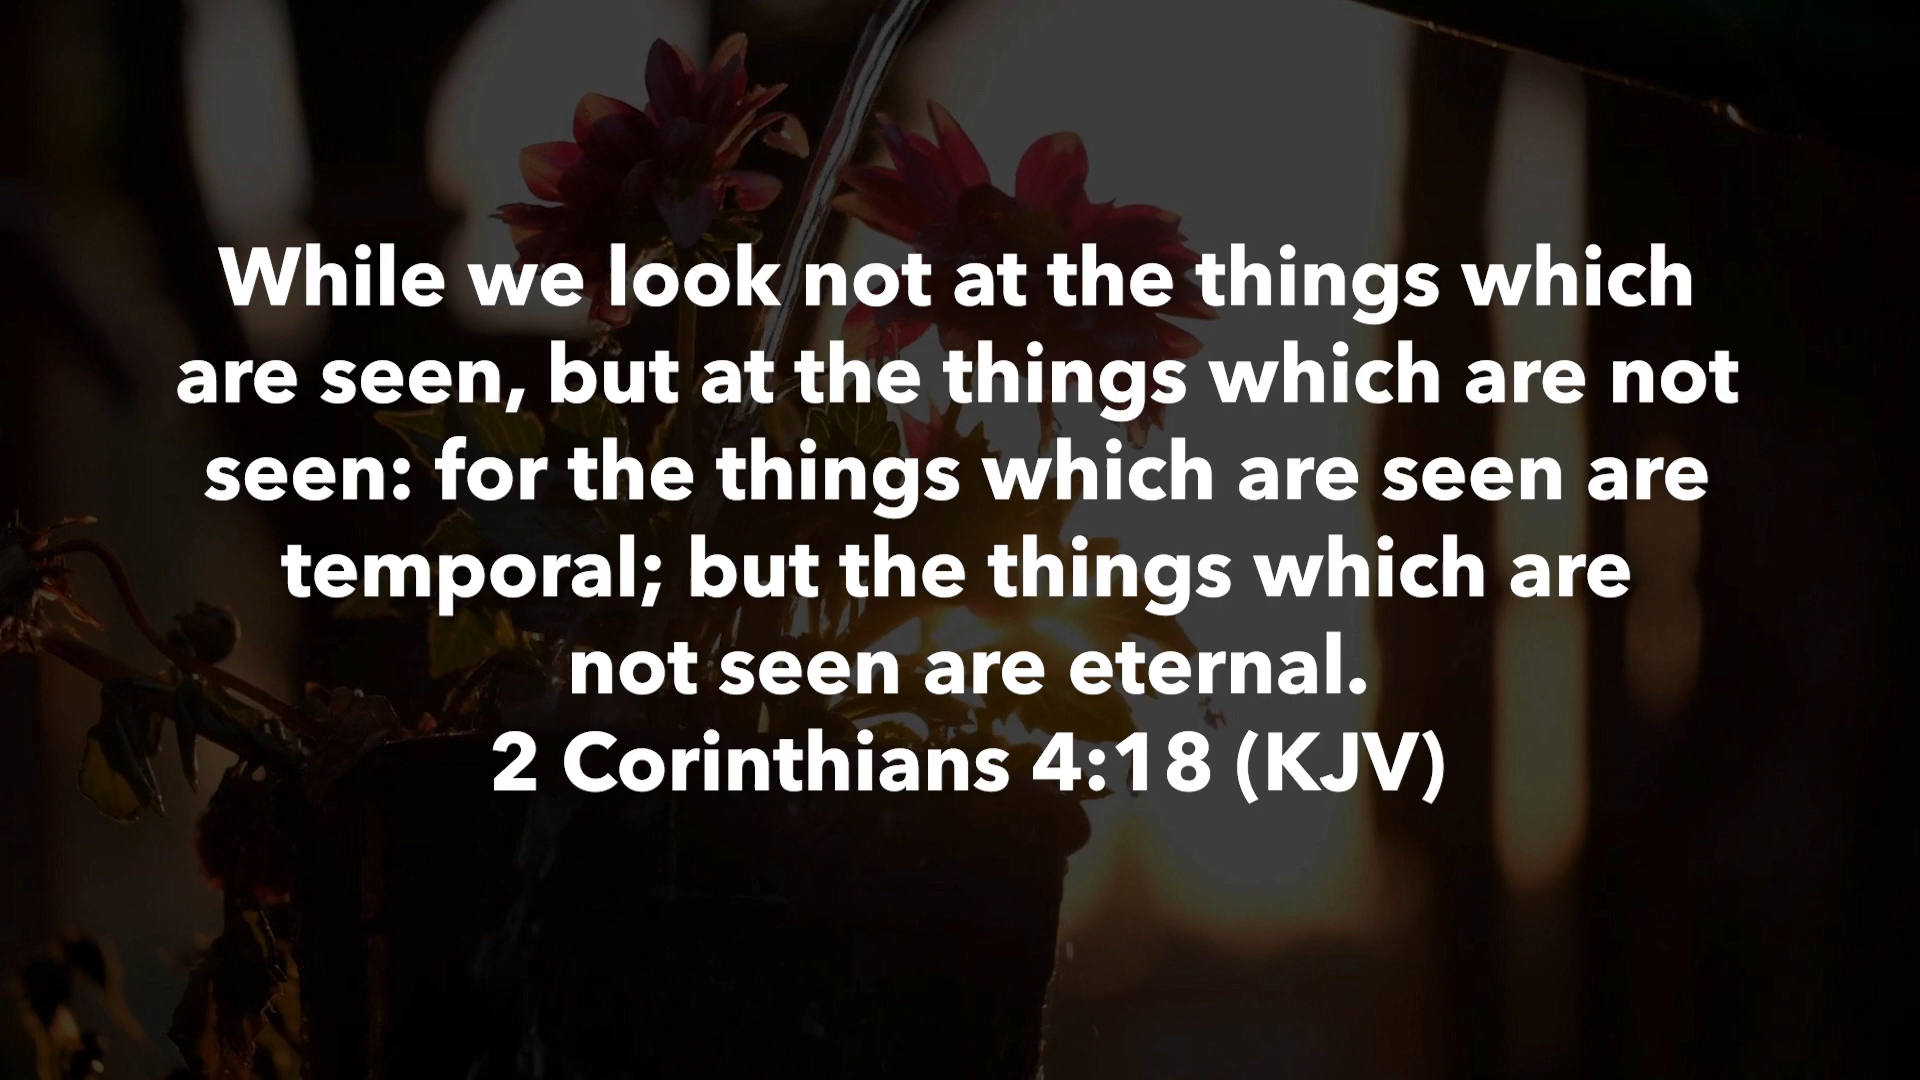 While we look not at the things which
are seen, but at the things which are not
seen: for the things which are seen are
temporal; but the things which are
not seen are eternal.
2 Corinthians 4:18 (KJV)